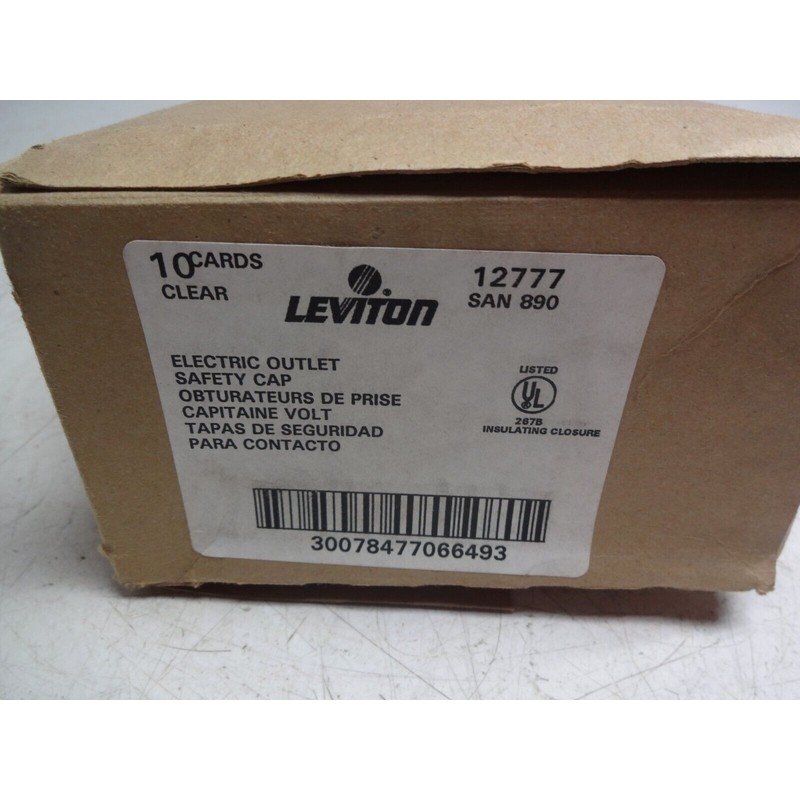 10 CARDS
CLEAR
LEVITON®
12777
SAN 890
ELECTRIC OUTLET
SAFETY CAP
OBTURATEURS DE PRISE
CAPITAINE VOLT
TAPAS DE SEGURIDAD
PARA CONTACTO
LISTED
UL
267B
INSULATING CLOSURE
30078477066493